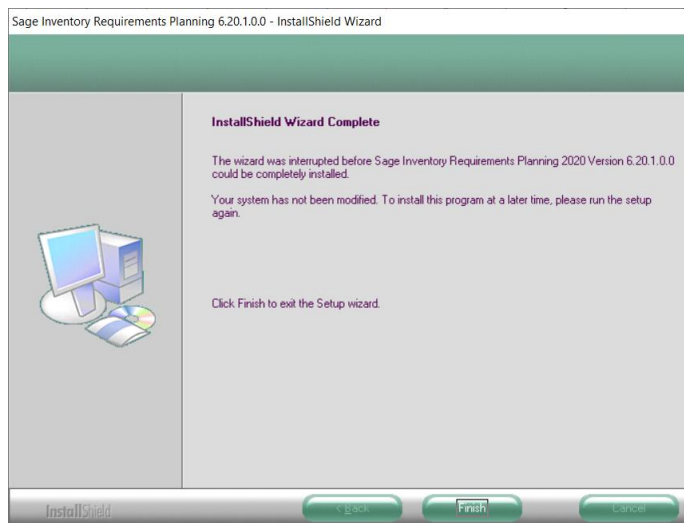 Sage Inventory Requirements Planning 6.20.1.0.0 - InstallShield Wizard
InstallShield Wizard Complete
The wizard was interrupted before Sage Inventory Requirements Planning 2020 Version 6.20.1.0.0
could be completely installed.
Your system has not been modified. To install this program at a later time, please run the setup
again.
Click Finish to exit the Setup wizard.
InstallShield
< Back
Finish
Cancel